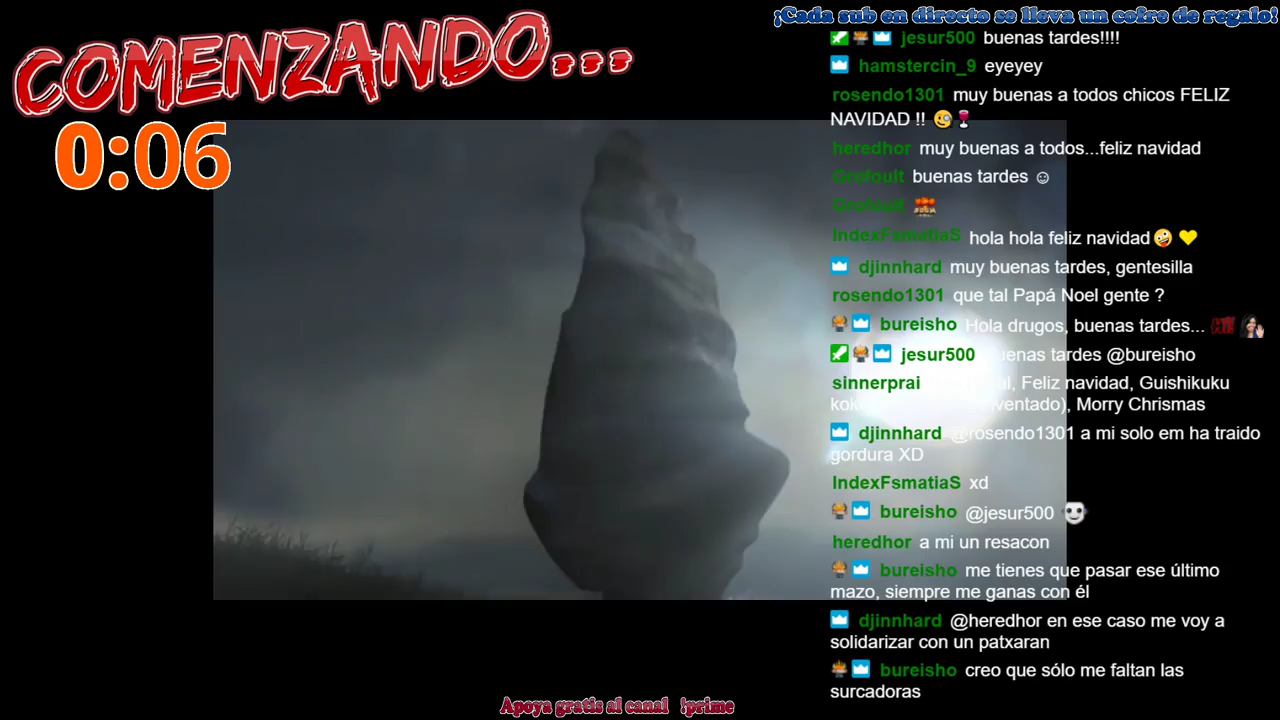 COMENZANDO...
0:06
¡Cada sub en directo se lleva un cofre de regalo!
jesur500 buenas tardes!!!!
hamstercin_9 eyeyey
rosendo1301 muy buenas a todos chicos FELIZ
NAVIDAD !! 🧐🍷
heredhor muy buenas a todos...feliz navidad
Grofoult buenas tardes ☺
Grofoult
IndexFsmatiaS hola hola feliz navidad🤪 💛
djinnhard muy buenas tardes, gentesilla
rosendo1301 que tal Papá Noel gente ?
bureisho Hola drugos, buenas tardes... HI!
jesur500 buenas tardes @bureisho
sinnerprai Feliz navidad, Guishikuku
Morry Chrismas
djinnhard @rosendo1301 a mi solo em ha traido
gordura XD
IndexFsmatiaS xd
bureisho @jesur500
heredhor a mi un resacon
bureisho me tienes que pasar ese último
mazo, siempre me ganas con él
djinnhard @heredhor en ese caso me voy a
solidarizar con un patxaran
bureisho creo que sólo me faltan las
surcadoras
Apoya gratis al canal !prime